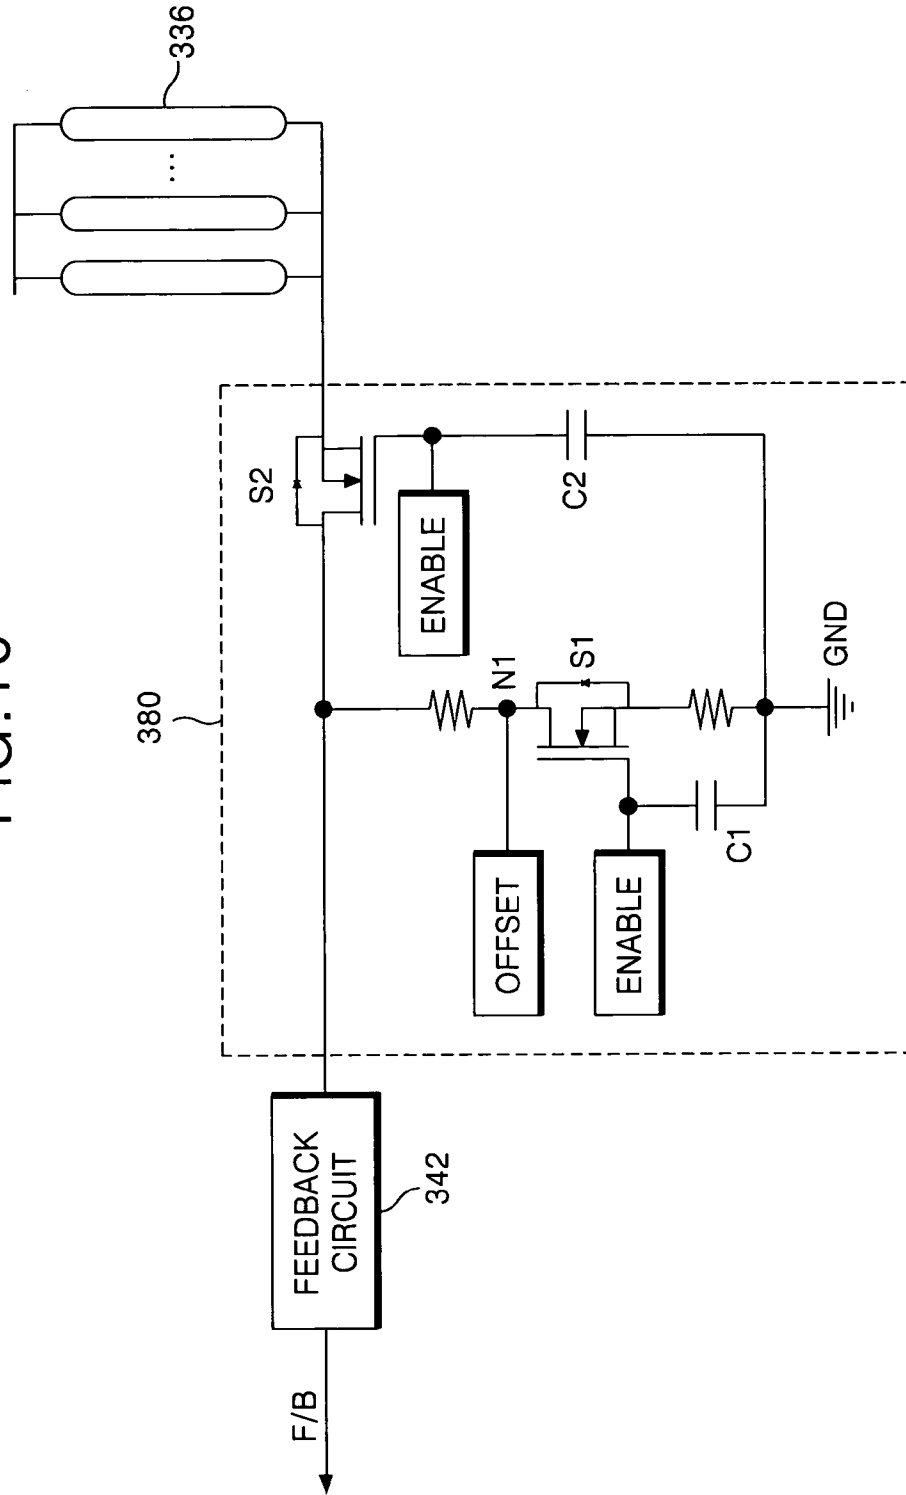 336
...
380
S2
ENABLE
C2
N1
OFFSET
S1
ENABLE
C1
GND
FEEDBACK
CIRCUIT
342
F/B